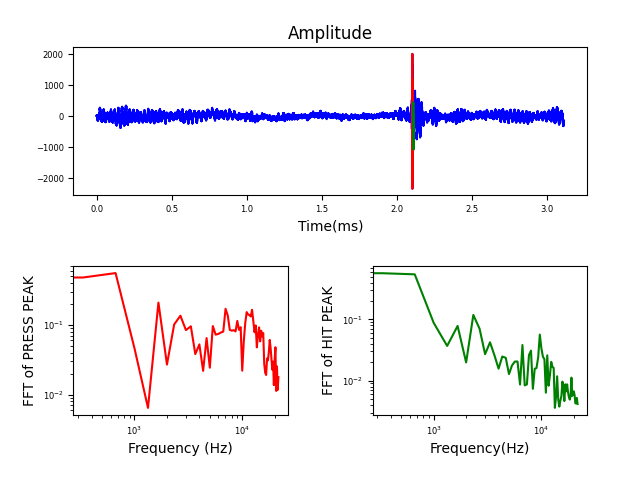 Amplitude
2000
1000
0
−1000
−2000
0.0 0.5 1.0 1.5 2.0 2.5 3.0
Time(ms)
FFT of PRESS PEAK
10⁻¹
10⁻²
10³ 10⁴
Frequency (Hz)
FFT of HIT PEAK
10⁻¹
10⁻²
10³ 10⁴
Frequency(Hz)